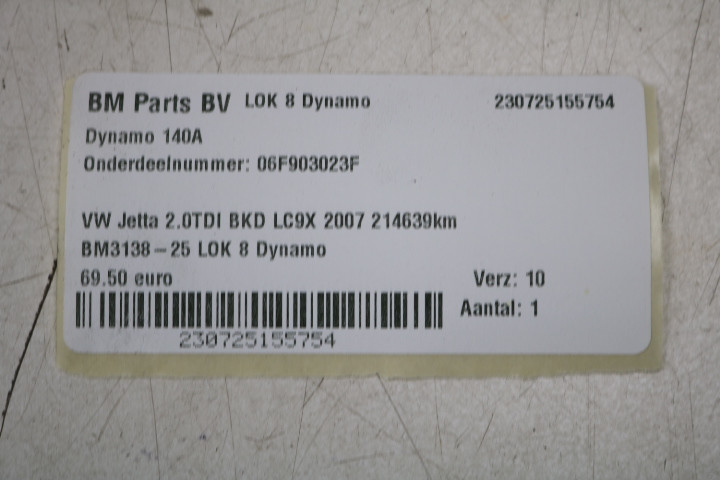 BM Parts BV LOK 8 Dynamo 230725155754
Dynamo 140A
Onderdeelnummer: 06F903023F
VW Jetta 2.0TDI BKD LC9X 2007 214639km
BM3138-25 LOK 8 Dynamo
69.50 euro Verz: 10
Aantal: 1
230725155754